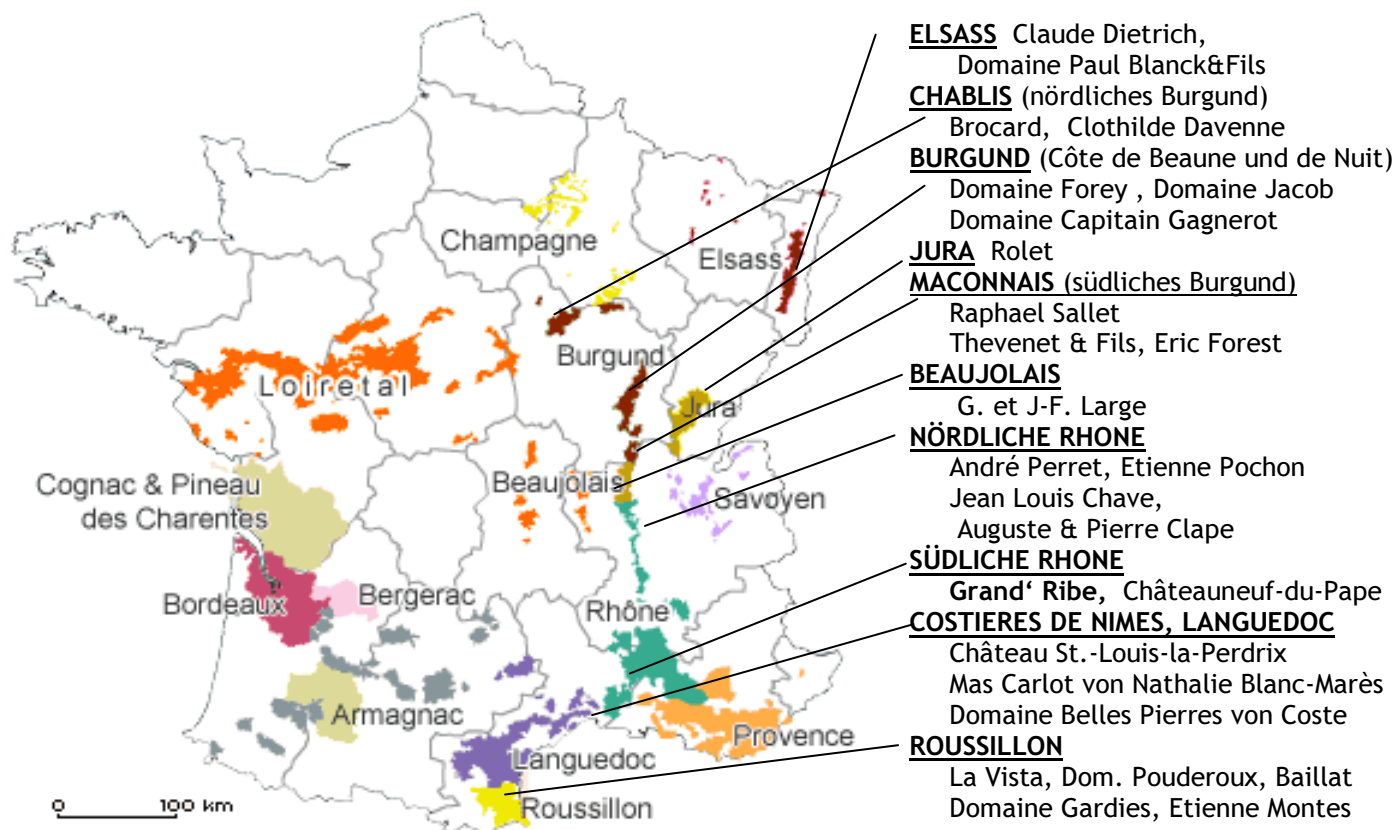 ELSASS Claude Dietrich,
Domaine Paul Blanck&Fils
CHABLIS (nördliches Burgund)
Brocard, Clothilde Davenne
BURGUND (Côte de Beaune und de Nuit)
Domaine Forey , Domaine Jacob
Domaine Capitain Gagnerot
JURA Rolet
MACONNAIS (südliches Burgund)
Raphael Sallet
Thevenet & Fils, Eric Forest
BEAUJOLAIS
G. et J-F. Large
NÖRDLICHE RHONE
André Perret, Etienne Pochon
Jean Louis Chave,
Auguste & Pierre Clape
SÜDLICHE RHONE
Grand‘ Ribe, Châteauneuf-du-Pape
COSTIERES DE NIMES, LANGUEDOC
Château St.-Louis-la-Perdrix
Mas Carlot von Nathalie Blanc-Marès
Domaine Belles Pierres von Coste
ROUSSILLON
La Vista, Dom. Pouderoux, Baillat
Domaine Gardies, Etienne Montes
Champagne
Elsass
Burgund
Loiretal
Jura
Beaujolais
Savoyen
Cognac & Pineau
des Charentes
Bordeaux
Bergerac
Rhône
Armagnac
Provence
Languedoc
Roussillon
0 100 km